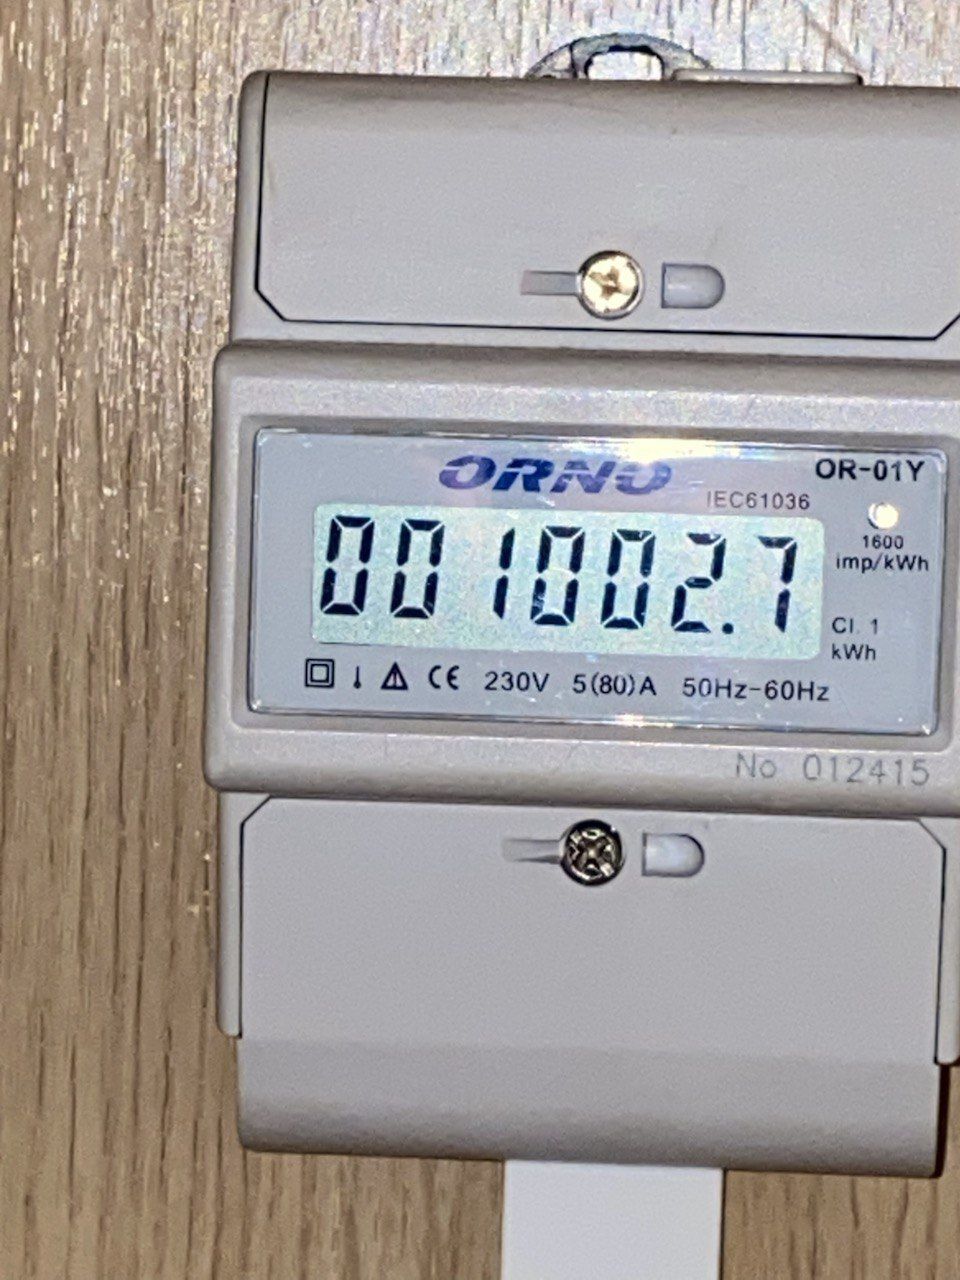 ORNO
OR-01Y
IEC61036
001002.7
1600
imp/kWh
Cl. 1
kWh
CE 230V 5(80)A 50Hz-60Hz
No 012415